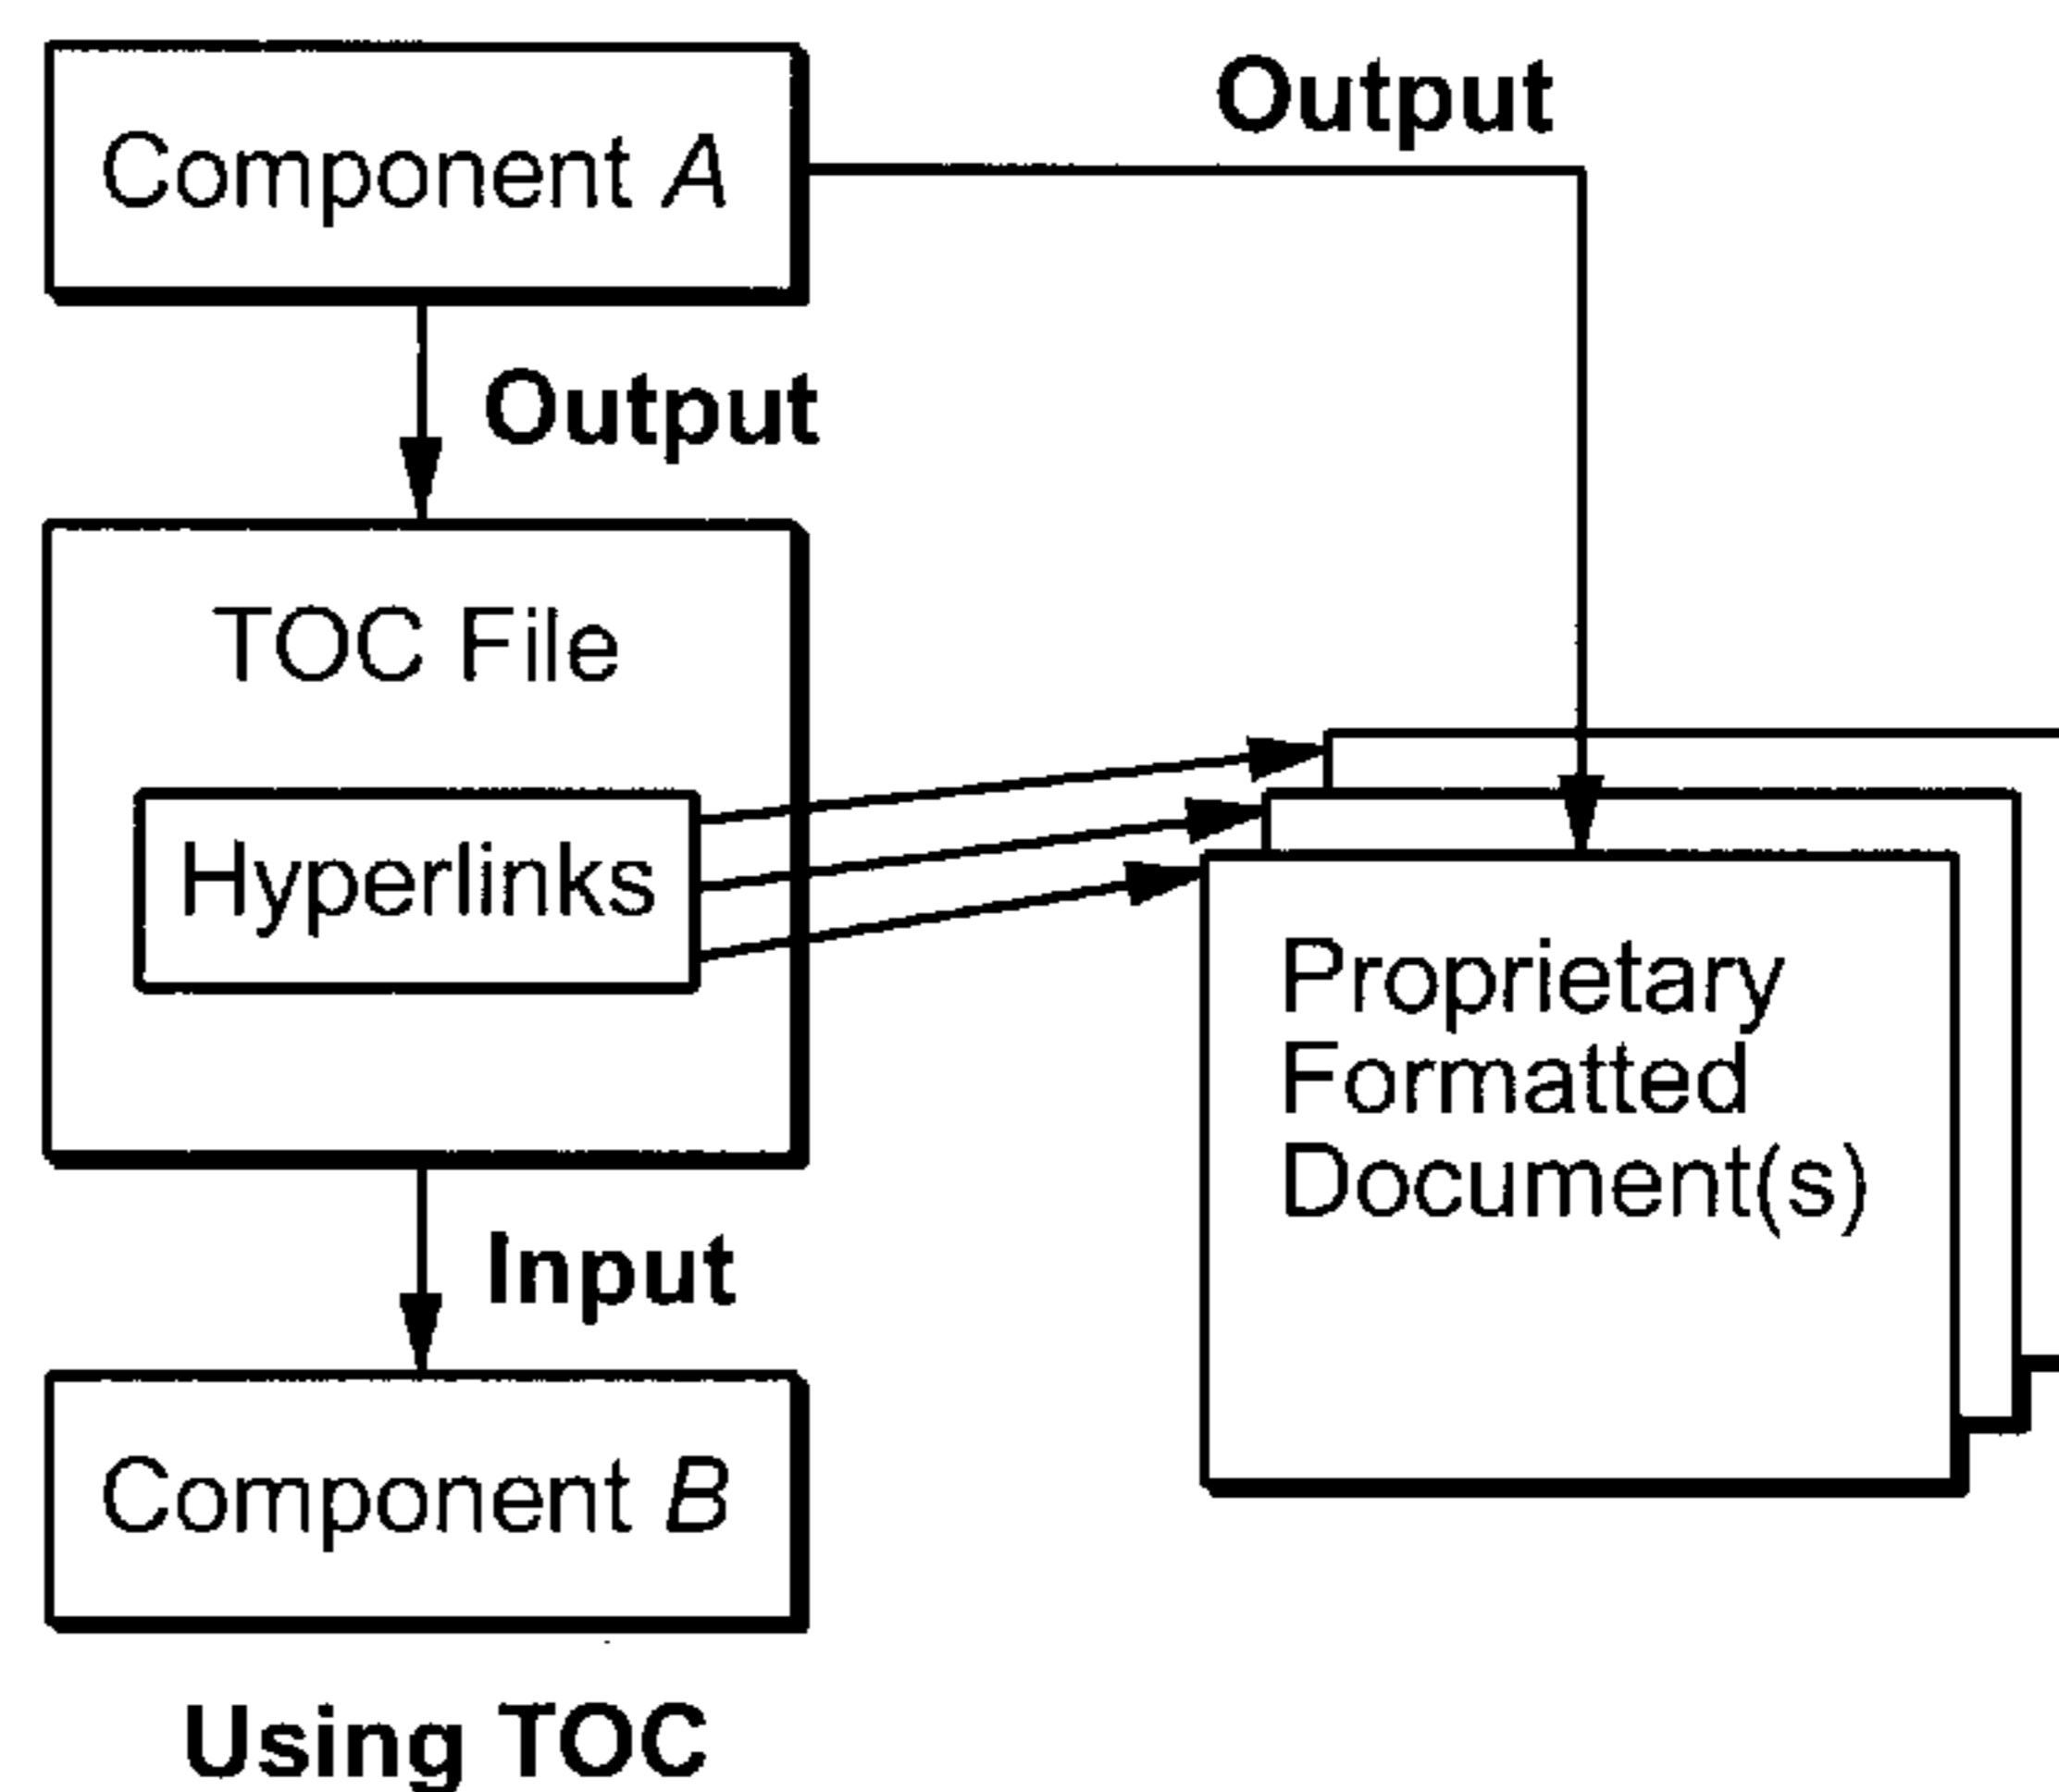 Component A
Output
Output
TOC File
Hyperlinks
Proprietary
Formatted
Document(s)
Input
Component B
Using TOC